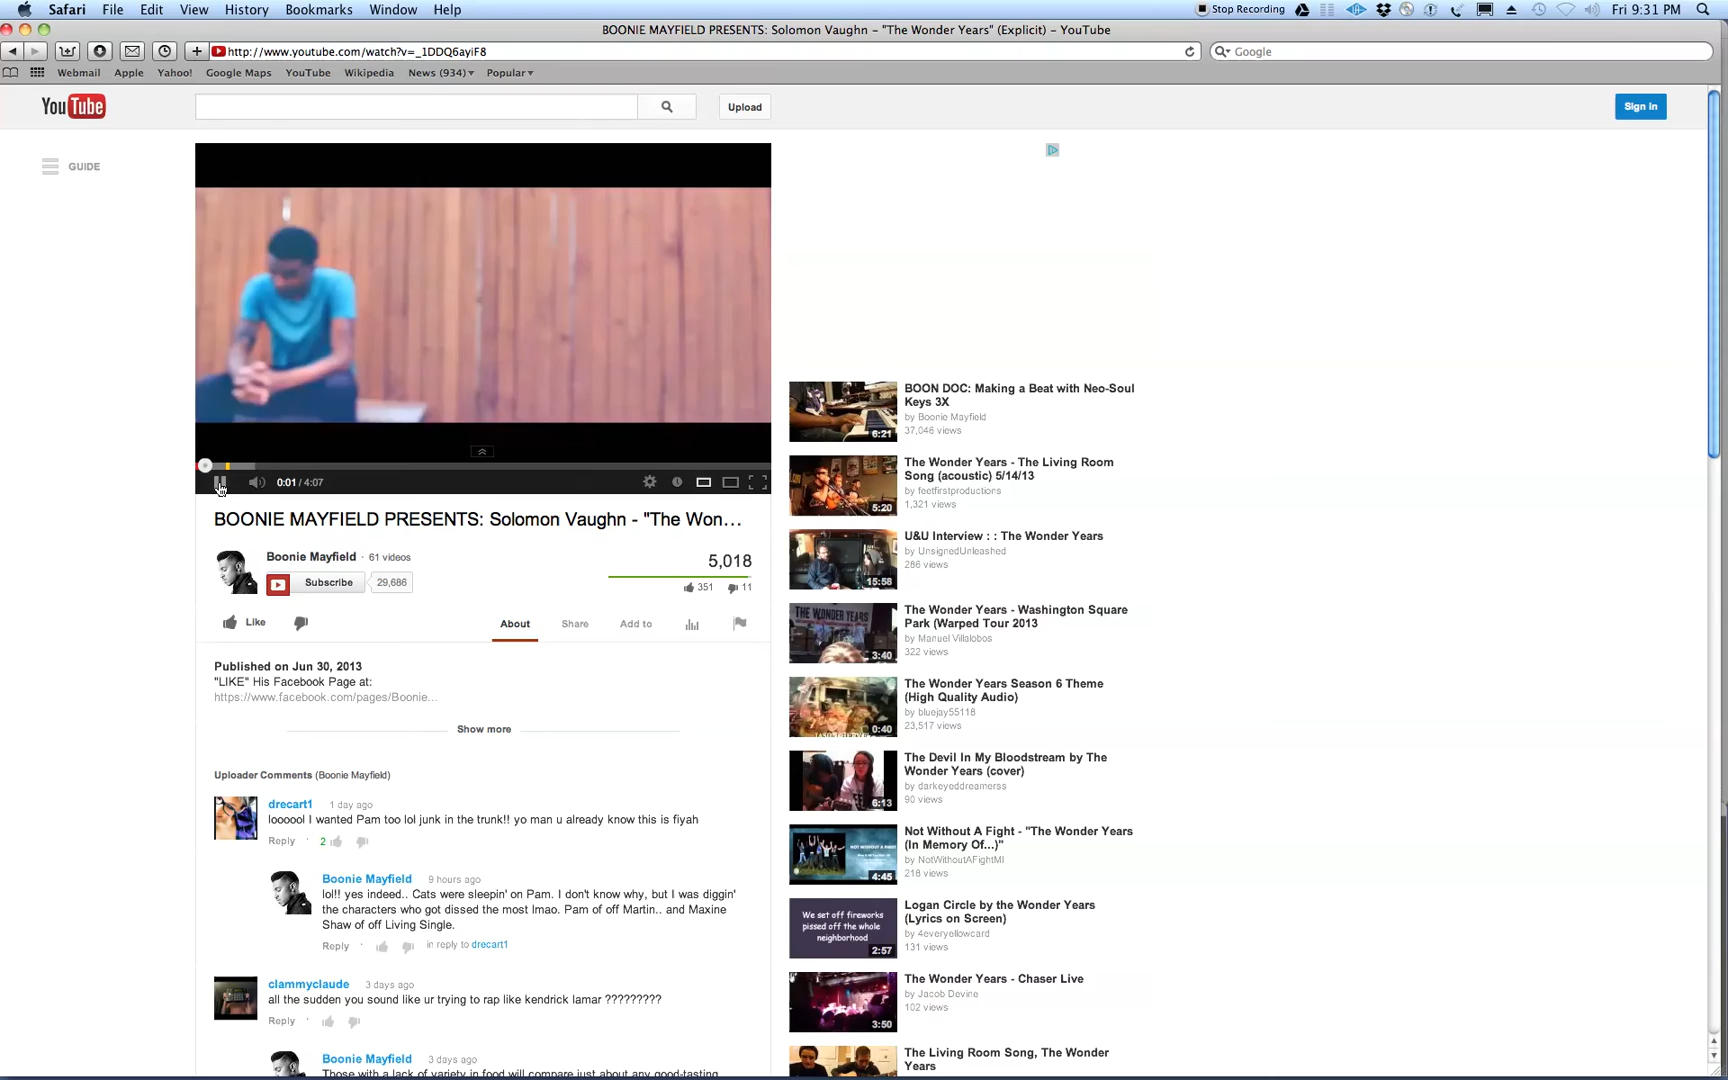 Safari File Edit View History Bookmarks Window Help
Stop Recording Fri 9:31 PM
BOONIE MAYFIELD PRESENTS: Solomon Vaughn – "The Wonder Years" (Explicit) – YouTube
http://www.youtube.com/watch?v=_1DDQ6ayiF8
Google
Webmail Apple Yahoo! Google Maps YouTube Wikipedia News (934) Popular
YouTube
Upload
Sign in
GUIDE
0:01 / 4:07
BOONIE MAYFIELD PRESENTS: Solomon Vaughn - "The Won...
Boonie Mayfield 61 videos
Subscribe 29,686
5,018
351 11
Like
About Share Add to
Published on Jun 30, 2013
"LIKE" His Facebook Page at:
https://www.facebook.com/pages/Boonie...
Show more
Uploader Comments (Boonie Mayfield)
drecart1 1 day ago
loooool I wanted Pam too lol junk in the trunk!! yo man u already know this is fiyah
Reply · 2
Boonie Mayfield 9 hours ago
lol!! yes indeed.. Cats were sleepin' on Pam. I don't know why, but I was diggin'
the characters who got dissed the most lmao. Pam of off Martin.. and Maxine
Shaw of off Living Single.
Reply · in reply to drecart1
clammyclaude 3 days ago
all the sudden you sound like ur trying to rap like kendrick lamar ?????????
Reply ·
Boonie Mayfield 3 days ago
Those with a lack of variety in food will compare just about any good-tasting
BOON DOC: Making a Beat with Neo-Soul
Keys 3X
by Boonie Mayfield
37,046 views
6:21
The Wonder Years - The Living Room
Song (acoustic) 5/14/13
by feetfirstproductions
1,321 views
5:20
U&U Interview : : The Wonder Years
by UnsignedUnleashed
286 views
15:58
The Wonder Years - Washington Square
Park (Warped Tour 2013
by Manuel Villalobos
322 views
THE WONDER YEARS
3:40
The Wonder Years Season 6 Theme
(High Quality Audio)
by bluejay55118
23,517 views
0:40
The Devil In My Bloodstream by The
Wonder Years (cover)
by darkeyeddreamerss
90 views
6:13
Not Without A Fight - "The Wonder Years
(In Memory Of...)"
by NotWithoutAFightMI
218 views
4:45
Logan Circle by the Wonder Years
(Lyrics on Screen)
by 4everyellowcard
131 views
We set off fireworks
pissed off the whole
neighborhood
2:57
The Wonder Years - Chaser Live
by Jacob Devine
102 views
3:50
The Living Room Song, The Wonder
Years